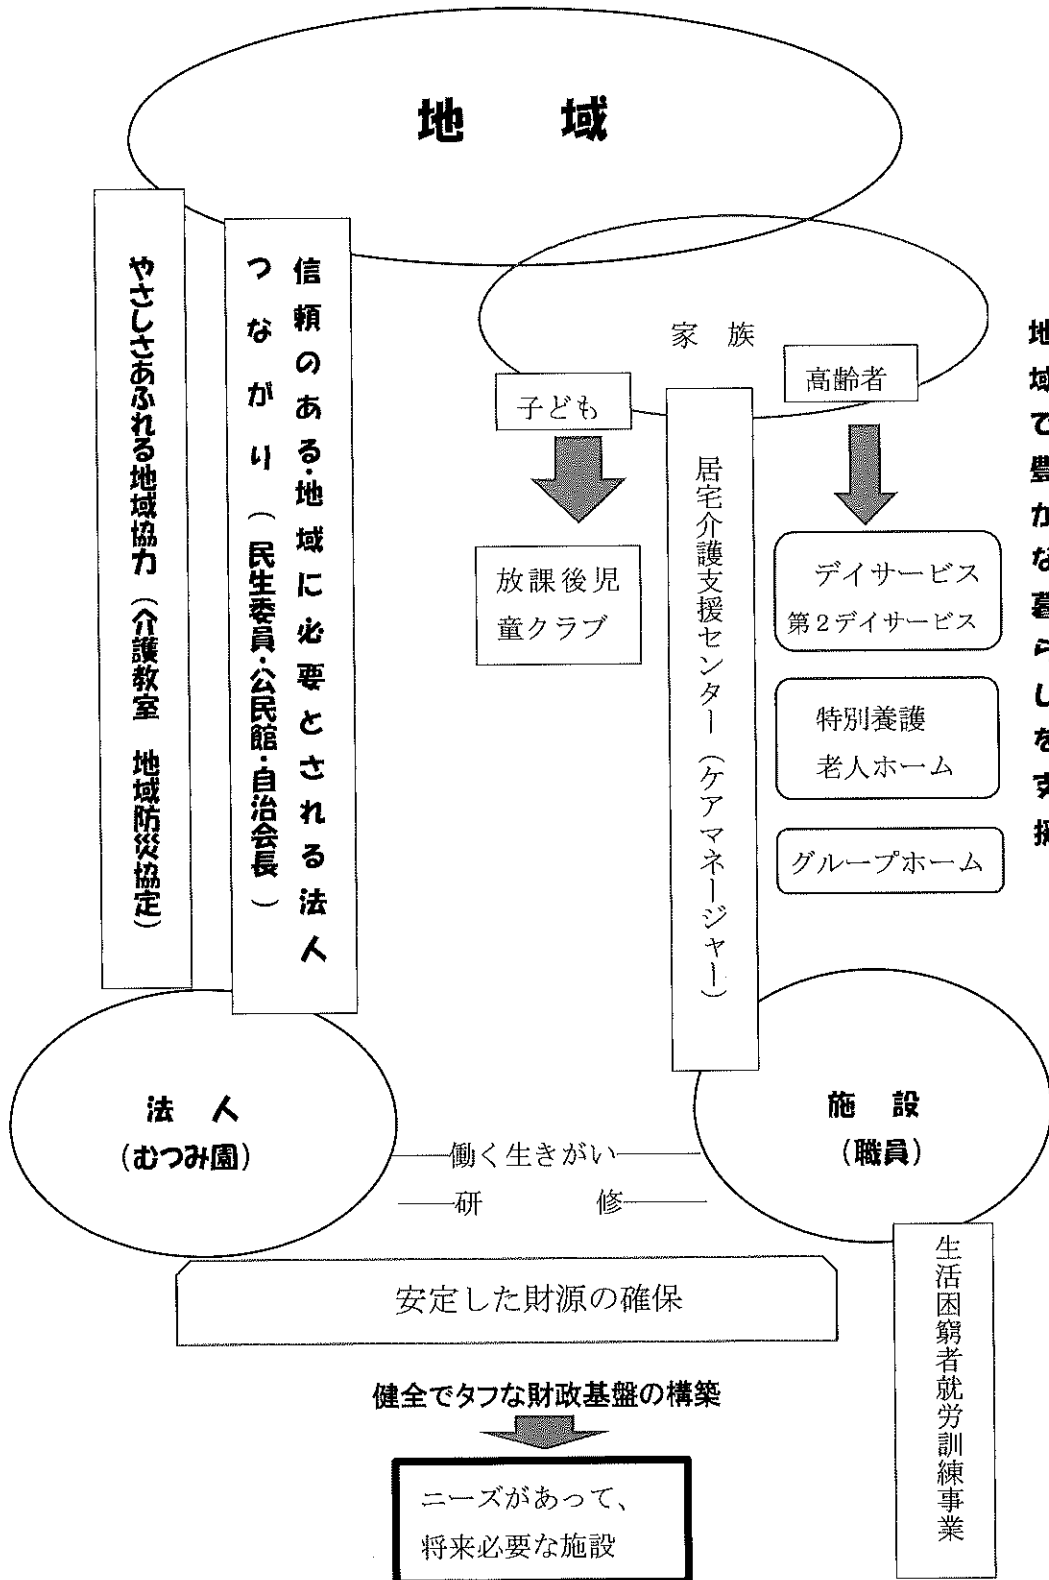 地　域
信頼のある・地域に必要とされる法人
つながり（民生委員・公民館・自治会長）
やさしさあふれる地域協力（介護教室　地域防災協定）
家　族
子ども
高齢者
放課後児
童クラブ
居宅介護支援センター（ケアマネージャー）
デイサービス
第２デイサービス
特別養護
老人ホーム
グループホーム
地域で豊かな暮らしを支援
法　人
（むつみ園）
施　設
（職員）
働く生きがい
研　　　修
生活困窮者就労訓練事業
安定した財源の確保
健全でタフな財政基盤の構築
ニーズがあって、
将来必要な施設